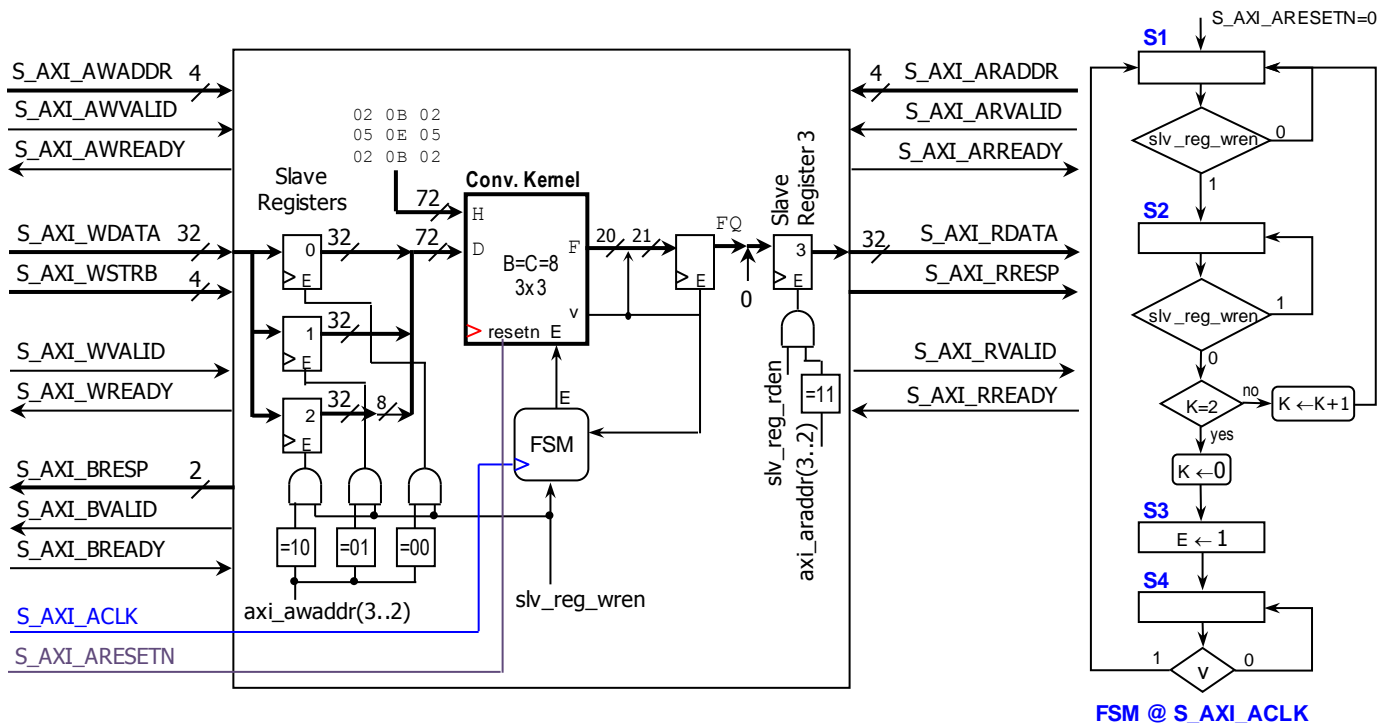 S_AXI_AWADDR 4
S_AXI_AWVALID
S_AXI_AWREADY
S_AXI_WDATA 32
S_AXI_WSTRB 4
S_AXI_WVALID
S_AXI_WREADY
S_AXI_BRESP 2
S_AXI_BVALID
S_AXI_BREADY
S_AXI_ACLK
S_AXI_ARESETN
02 0B 02
05 0E 05
02 0B 02
Slave
Registers
0
E
32
1
E
32
2
E
32
8
72
72
Conv. Kernel
H
D
F
B=C=8
3x3
v
resetn E
20
21
E
FQ
0
Slave
Register 3
3
E
E
FSM
=10
=01
=00
axi_awaddr(3..2)
slv_reg_wren
slv_reg_rden
=11
axi_araddr(3..2)
4 S_AXI_ARADDR
S_AXI_ARVALID
S_AXI_ARREADY
32 S_AXI_RDATA
S_AXI_RRESP
S_AXI_RVALID
S_AXI_RREADY
S_AXI_ARESETN=0
S1
slv_reg_wren
0
1
S2
slv_reg_wren
1
0
K=2
no
K ←K+1
yes
K ←0
S3
E ← 1
S4
1
v
0
FSM @ S_AXI_ACLK